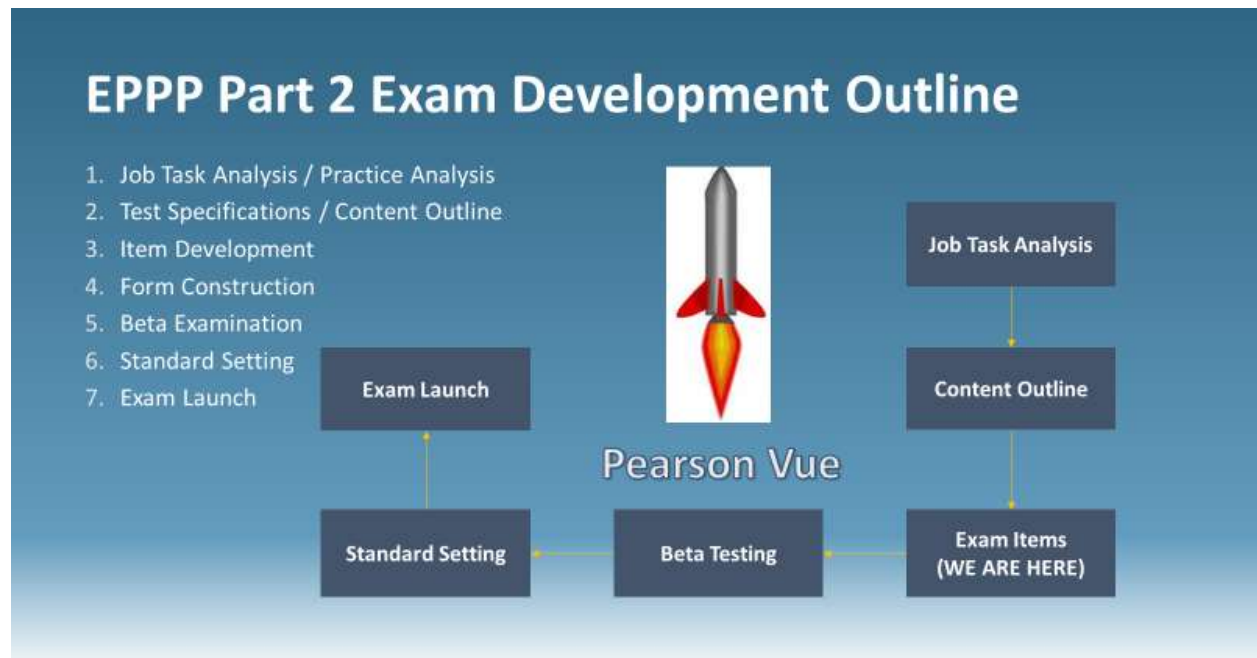 EPPP Part 2 Exam Development Outline
1. Job Task Analysis / Practice Analysis
2. Test Specifications / Content Outline
3. Item Development
4. Form Construction
5. Beta Examination
6. Standard Setting
7. Exam Launch
Job Task Analysis
Content Outline
Exam Items
(WE ARE HERE)
Beta Testing
Standard Setting
Exam Launch
Pearson Vue